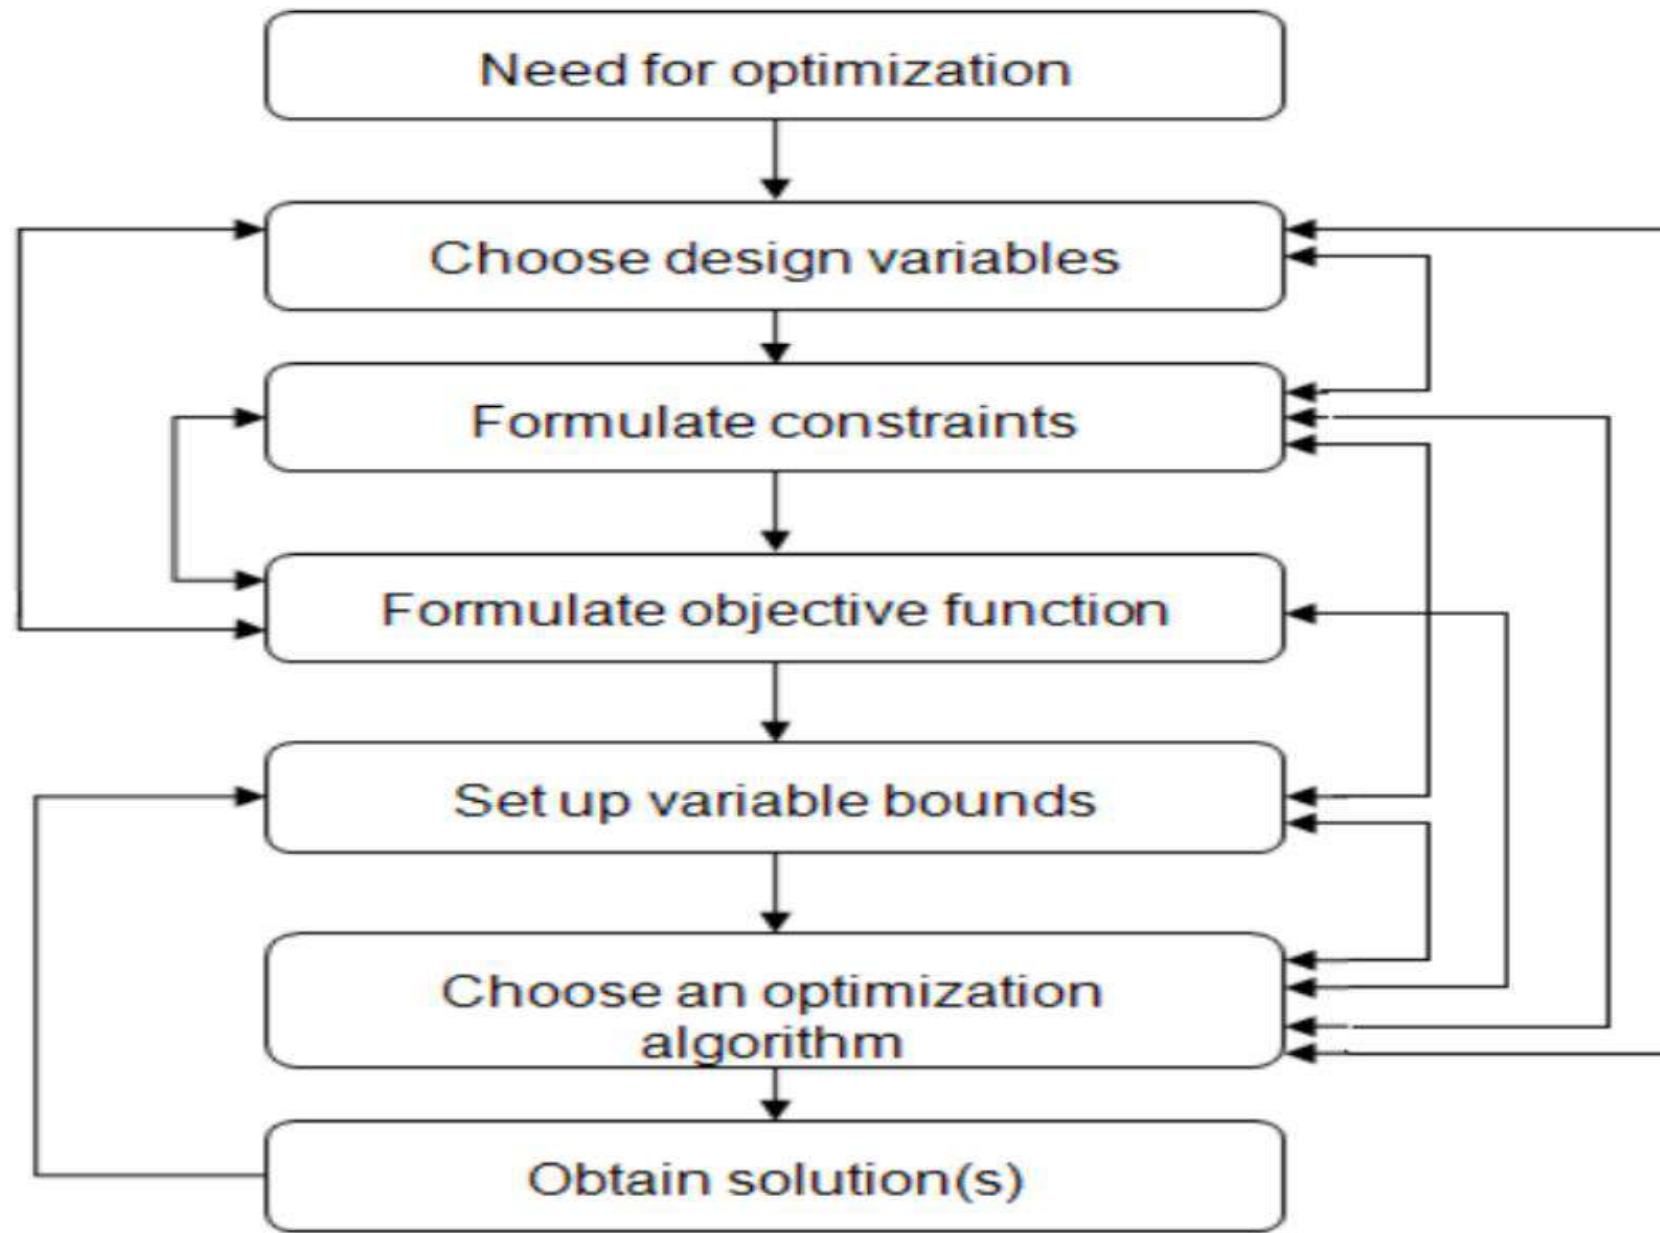 Need for optimization
Choose design variables
Formulate constraints
Formulate objective function
Set up variable bounds
Choose an optimization
algorithm
Obtain solution(s)